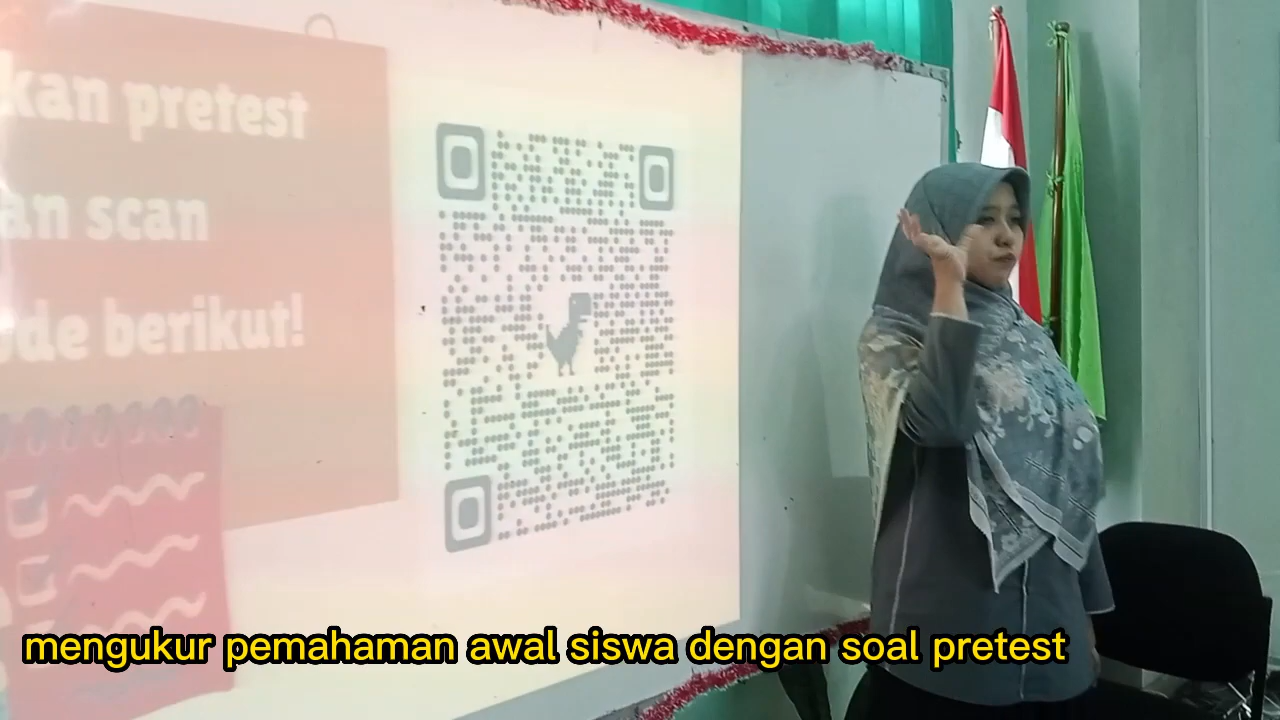 kan pretest
an scan
de berikut!
mengukur pemahaman awal siswa dengan soal pretest